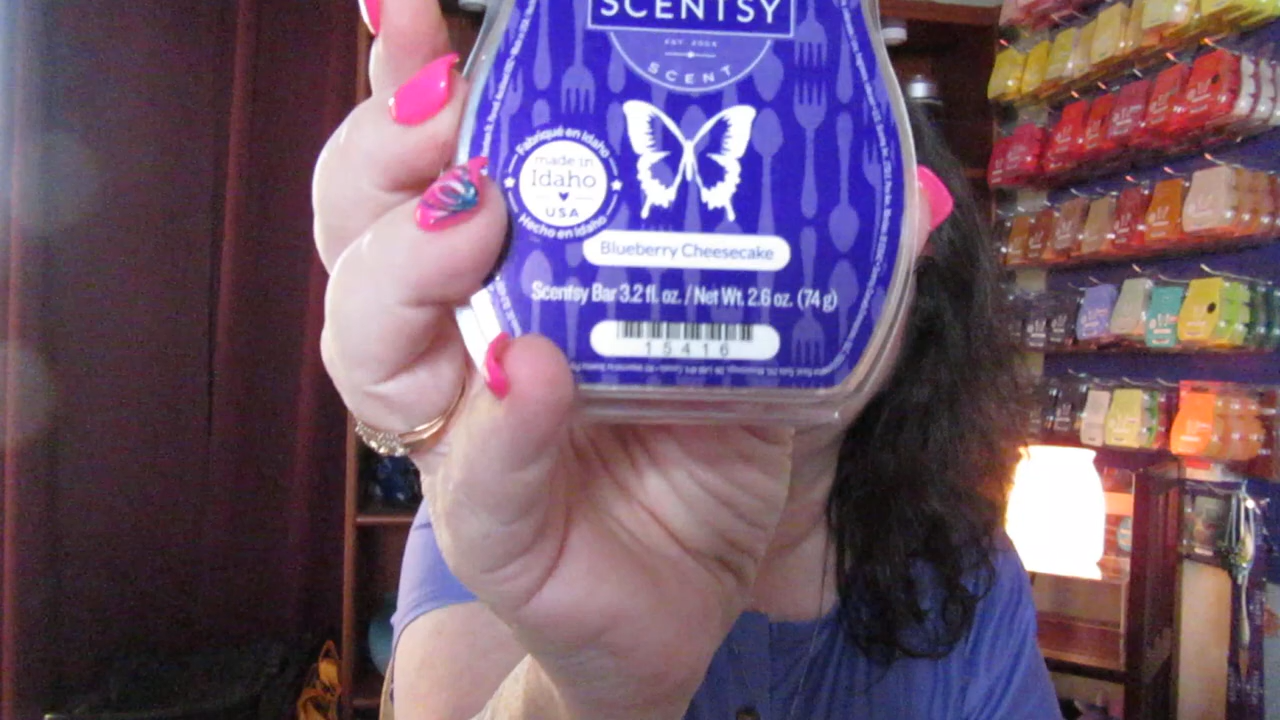 SCENTSY
EST. 2004
SCENT
Fabriqué en Idaho
made in
Idaho
USA
Hecho en Idaho
Blueberry Cheesecake
Scentsy Bar 3.2 fl. oz. / Net Wt. 2.6 oz. (74 g)
15416